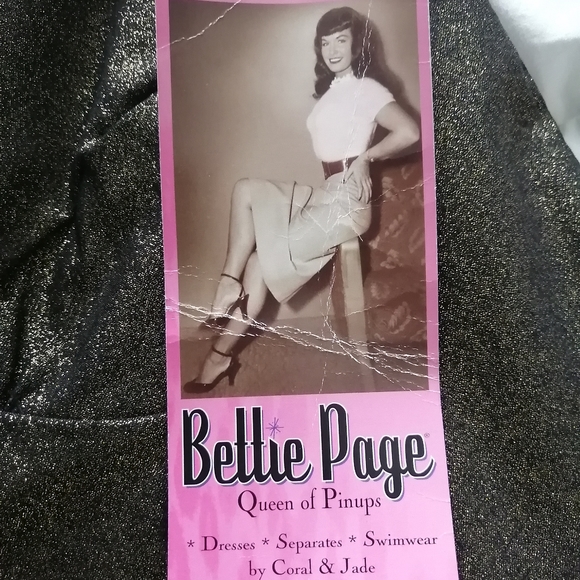 Bettie Page®
Queen of Pinups
* Dresses * Separates * Swimwear
by Coral & Jade